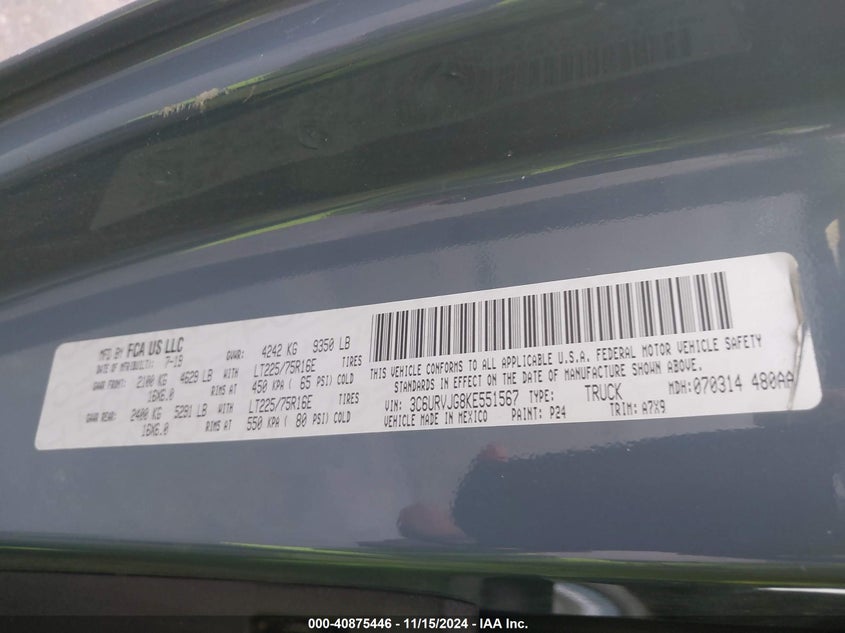 MFD BY FCA US LLC
DATE OF MFR(BUILT): 7-19 GVWR: 4242 KG 9350 LB
GAWR FRONT: 2100 KG 4629 LB WITH LT225/75R16E TIRES
16X6.0 RIMS AT 450 KPA ( 65 PSI) COLD
GAWR REAR: 2400 KG 5291 LB WITH LT225/75R16E TIRES
16X6.0 RIMS AT 550 KPA ( 80 PSI) COLD
THIS VEHICLE CONFORMS TO ALL APPLICABLE U.S.A. FEDERAL MOTOR VEHICLE SAFETY
STANDARDS IN EFFECT ON THE DATE OF MANUFACTURE SHOWN ABOVE.
VIN: 3C6URVJG8KE551567 TYPE: TRUCK MDH: 070314 480AA
VEHICLE MADE IN MEXICO PAINT: P24 TRIM: A7X9
000-40875446 - 11/15/2024 - IAA Inc.